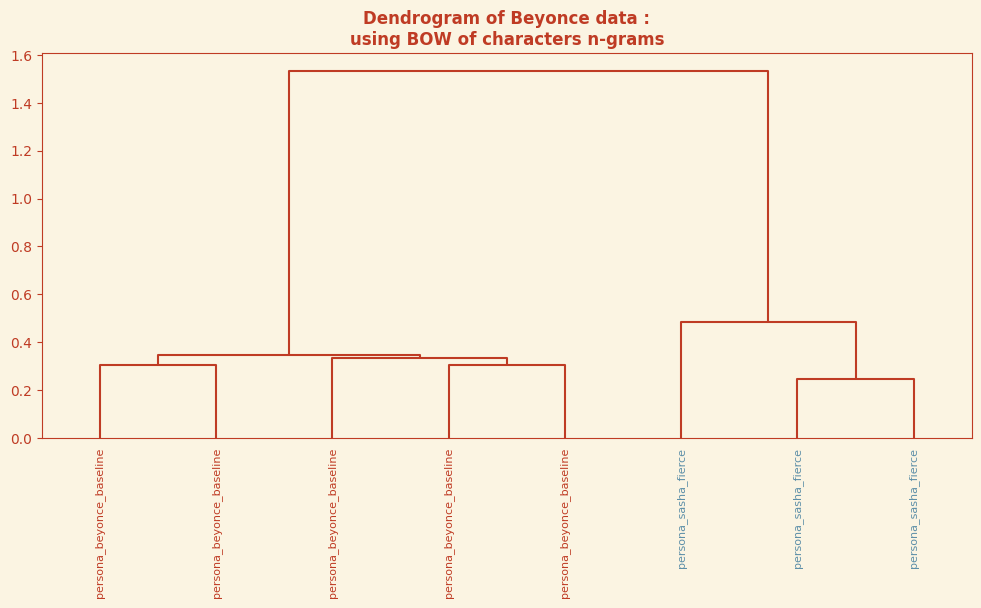 Dendrogram of Beyonce data :
using BOW of characters n-grams
1.6
1.4
1.2
1.0
0.8
0.6
0.4
0.2
0.0
persona_beyonce_baseline
persona_beyonce_baseline
persona_beyonce_baseline
persona_beyonce_baseline
persona_beyonce_baseline
persona_sasha_fierce
persona_sasha_fierce
persona_sasha_fierce